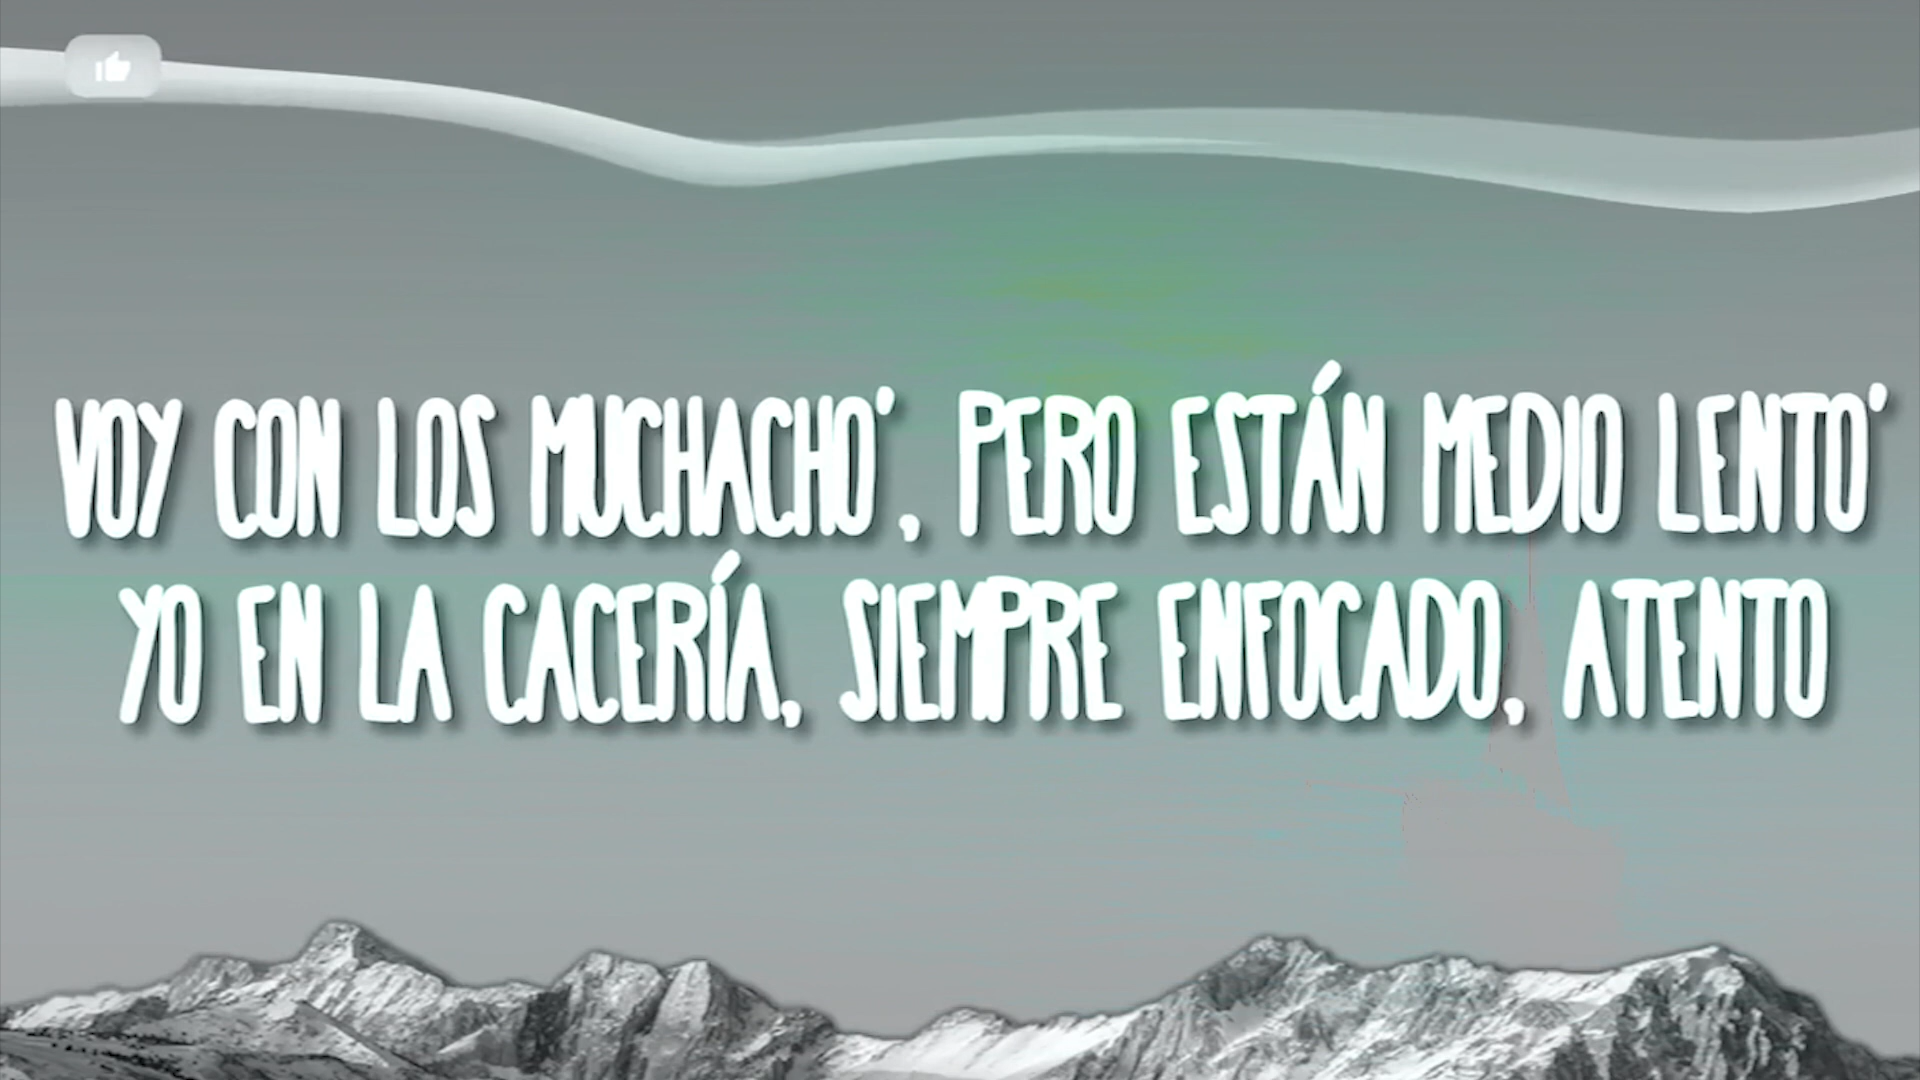 VOY CON LOS MUCHACHO', PERO ESTÁN MEDIO LENTO'
YO EN LA CACERÍA, SIEMPRE ENFOCADO, ATENTO